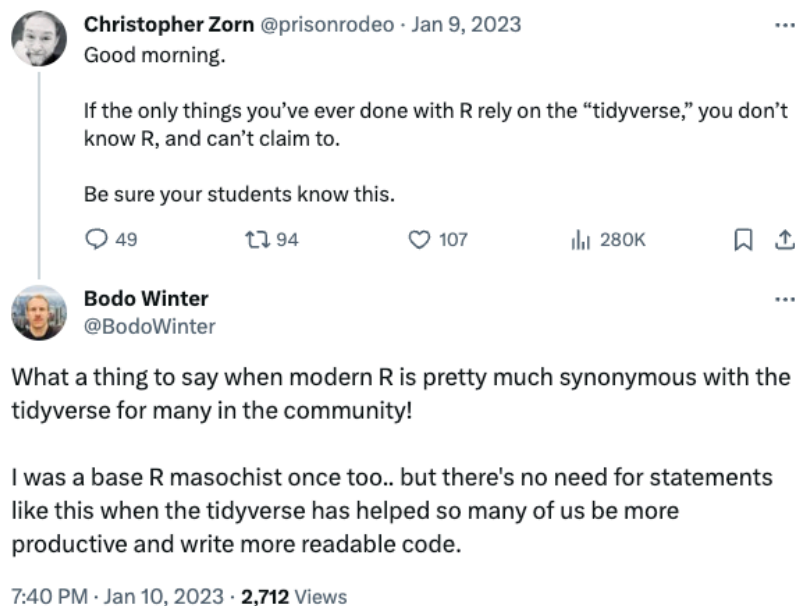 Christopher Zorn @prisonrodeo · Jan 9, 2023 ...
Good morning.
If the only things you’ve ever done with R rely on the “tidyverse,” you don’t
know R, and can’t claim to.
Be sure your students know this.
49 94 107 280K
Bodo Winter ...
@BodoWinter
What a thing to say when modern R is pretty much synonymous with the
tidyverse for many in the community!
I was a base R masochist once too.. but there's no need for statements
like this when the tidyverse has helped so many of us be more
productive and write more readable code.
7:40 PM · Jan 10, 2023 · 2,712 Views